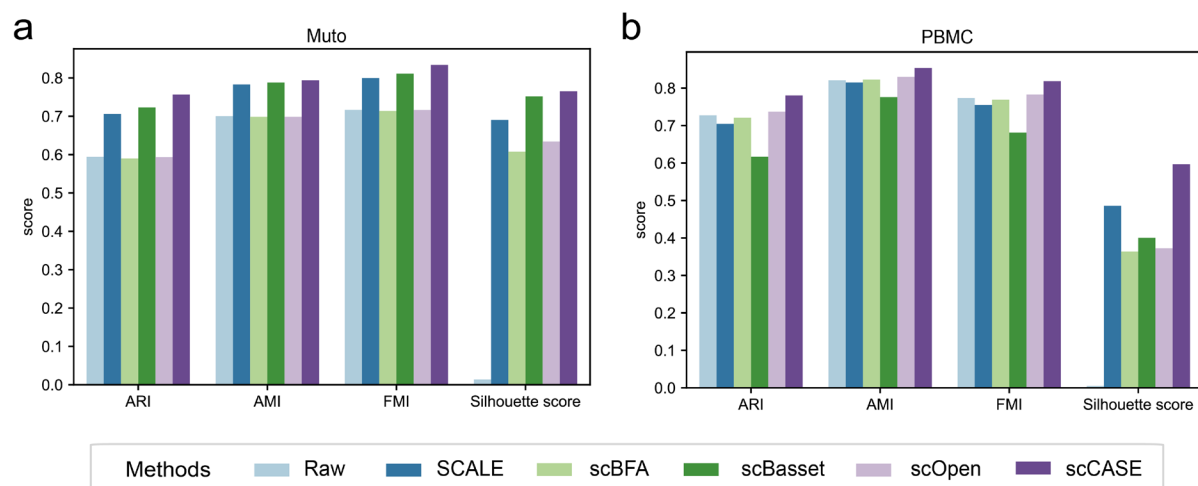 a
Muto
0.8
0.7
0.6
0.5
0.4
0.3
0.2
0.1
0.0
score
ARI AMI FMI Silhouette score
b
PBMC
0.8
0.7
0.6
0.5
0.4
0.3
0.2
0.1
0.0
score
ARI AMI FMI Silhouette score
Methods Raw SCALE scBFA scBasset scOpen scCASE